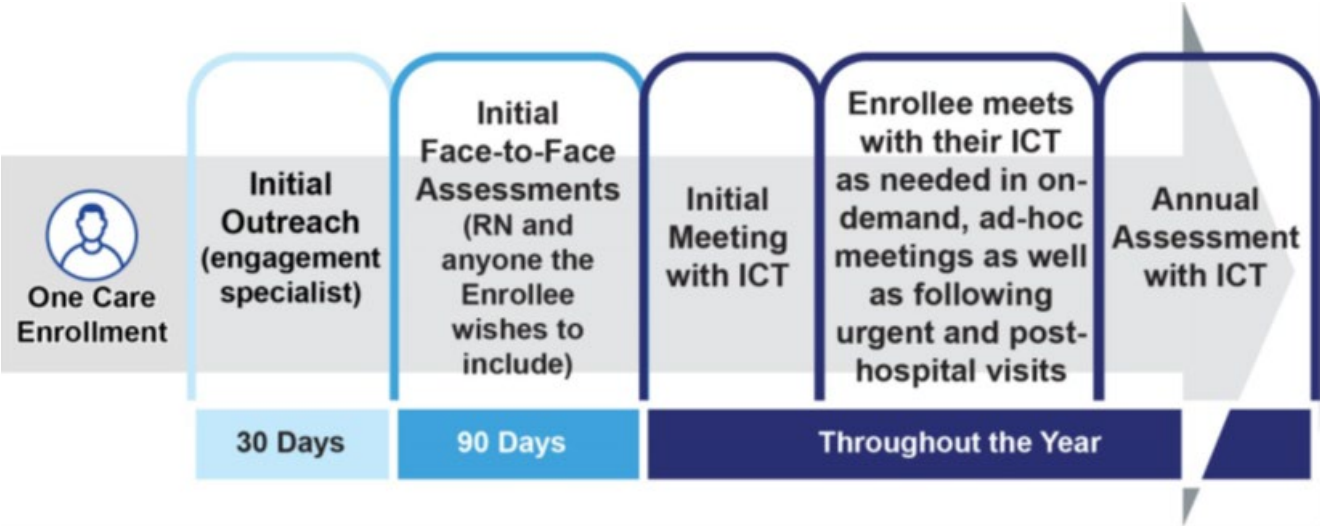 One Care
Enrollment
Initial
Outreach
(engagement
specialist)
Initial
Face-to-Face
Assessments
(RN and
anyone the
Enrollee
wishes to
include)
Initial
Meeting
with ICT
Enrollee meets
with their ICT
as needed in on-
demand, ad-hoc
meetings as well
as following
urgent and post-
hospital visits
Annual
Assessment
with ICT
30 Days
90 Days
Throughout the Year